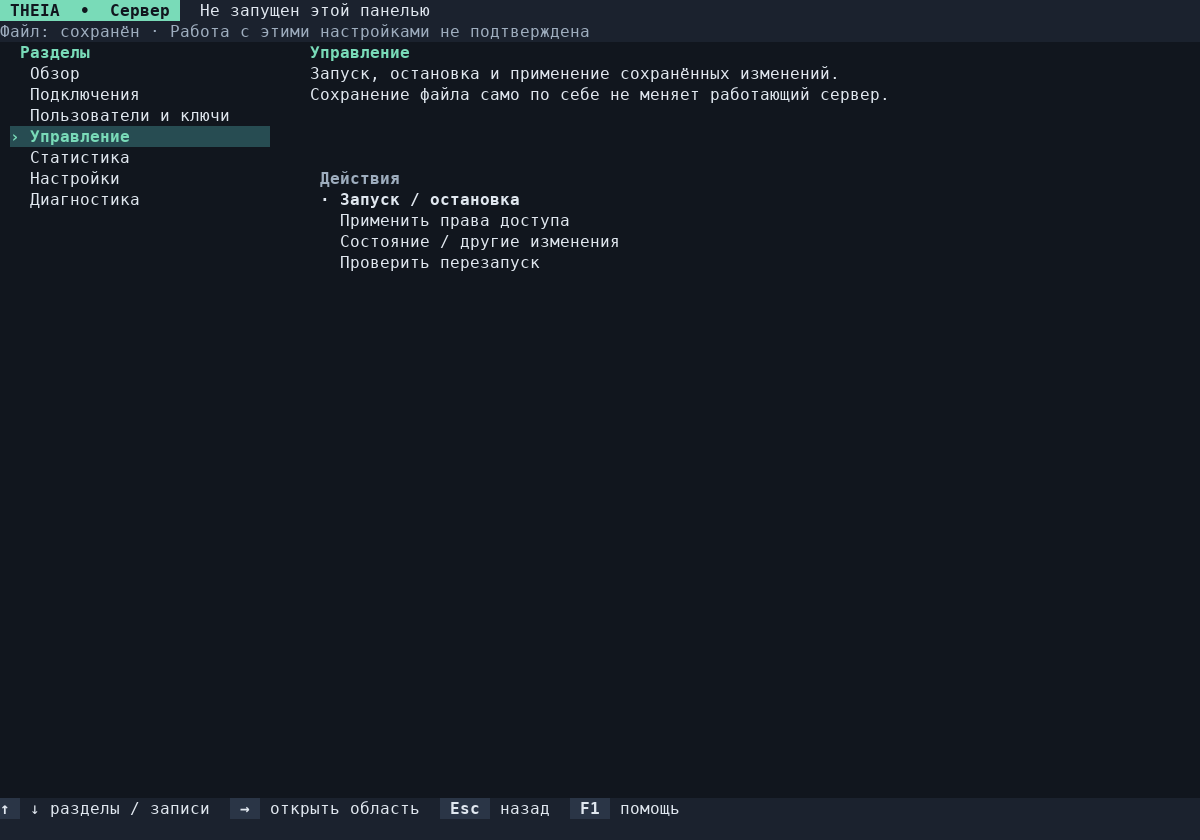 THEIA • Сервер Не запущен этой панелью
Файл: сохранён · Работа с этими настройками не подтверждена
Разделы
Обзор
Подключения
Пользователи и ключи
› Управление
Статистика
Настройки
Диагностика
Управление
Запуск, остановка и применение сохранённых изменений.
Сохранение файла само по себе не меняет работающий сервер.
Действия
· Запуск / остановка
Применить права доступа
Состояние / другие изменения
Проверить перезапуск
↑ ↓ разделы / записи → открыть область Esc назад F1 помощь